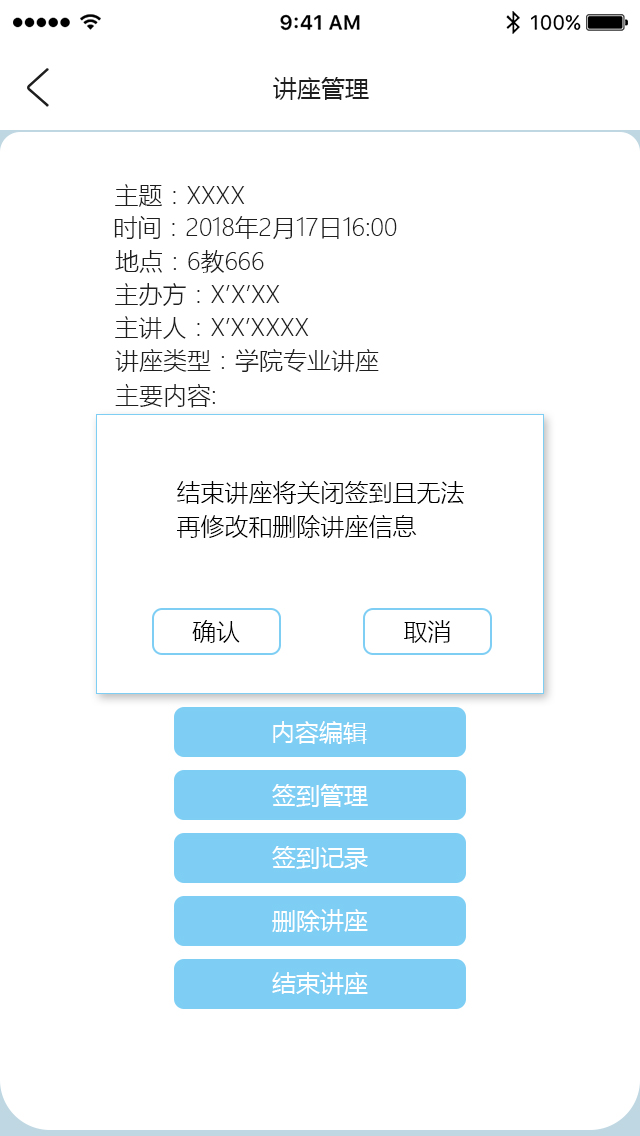 9:41 AM
100%
讲座管理
主题：XXXX
时间：2018年2月17日16:00
地点：6教666
主办方：X'X'XX
主讲人：X'X'XXXX
讲座类型：学院专业讲座
主要内容:
结束讲座将关闭签到且无法
再修改和删除讲座信息
确认
取消
内容编辑
签到管理
签到记录
删除讲座
结束讲座